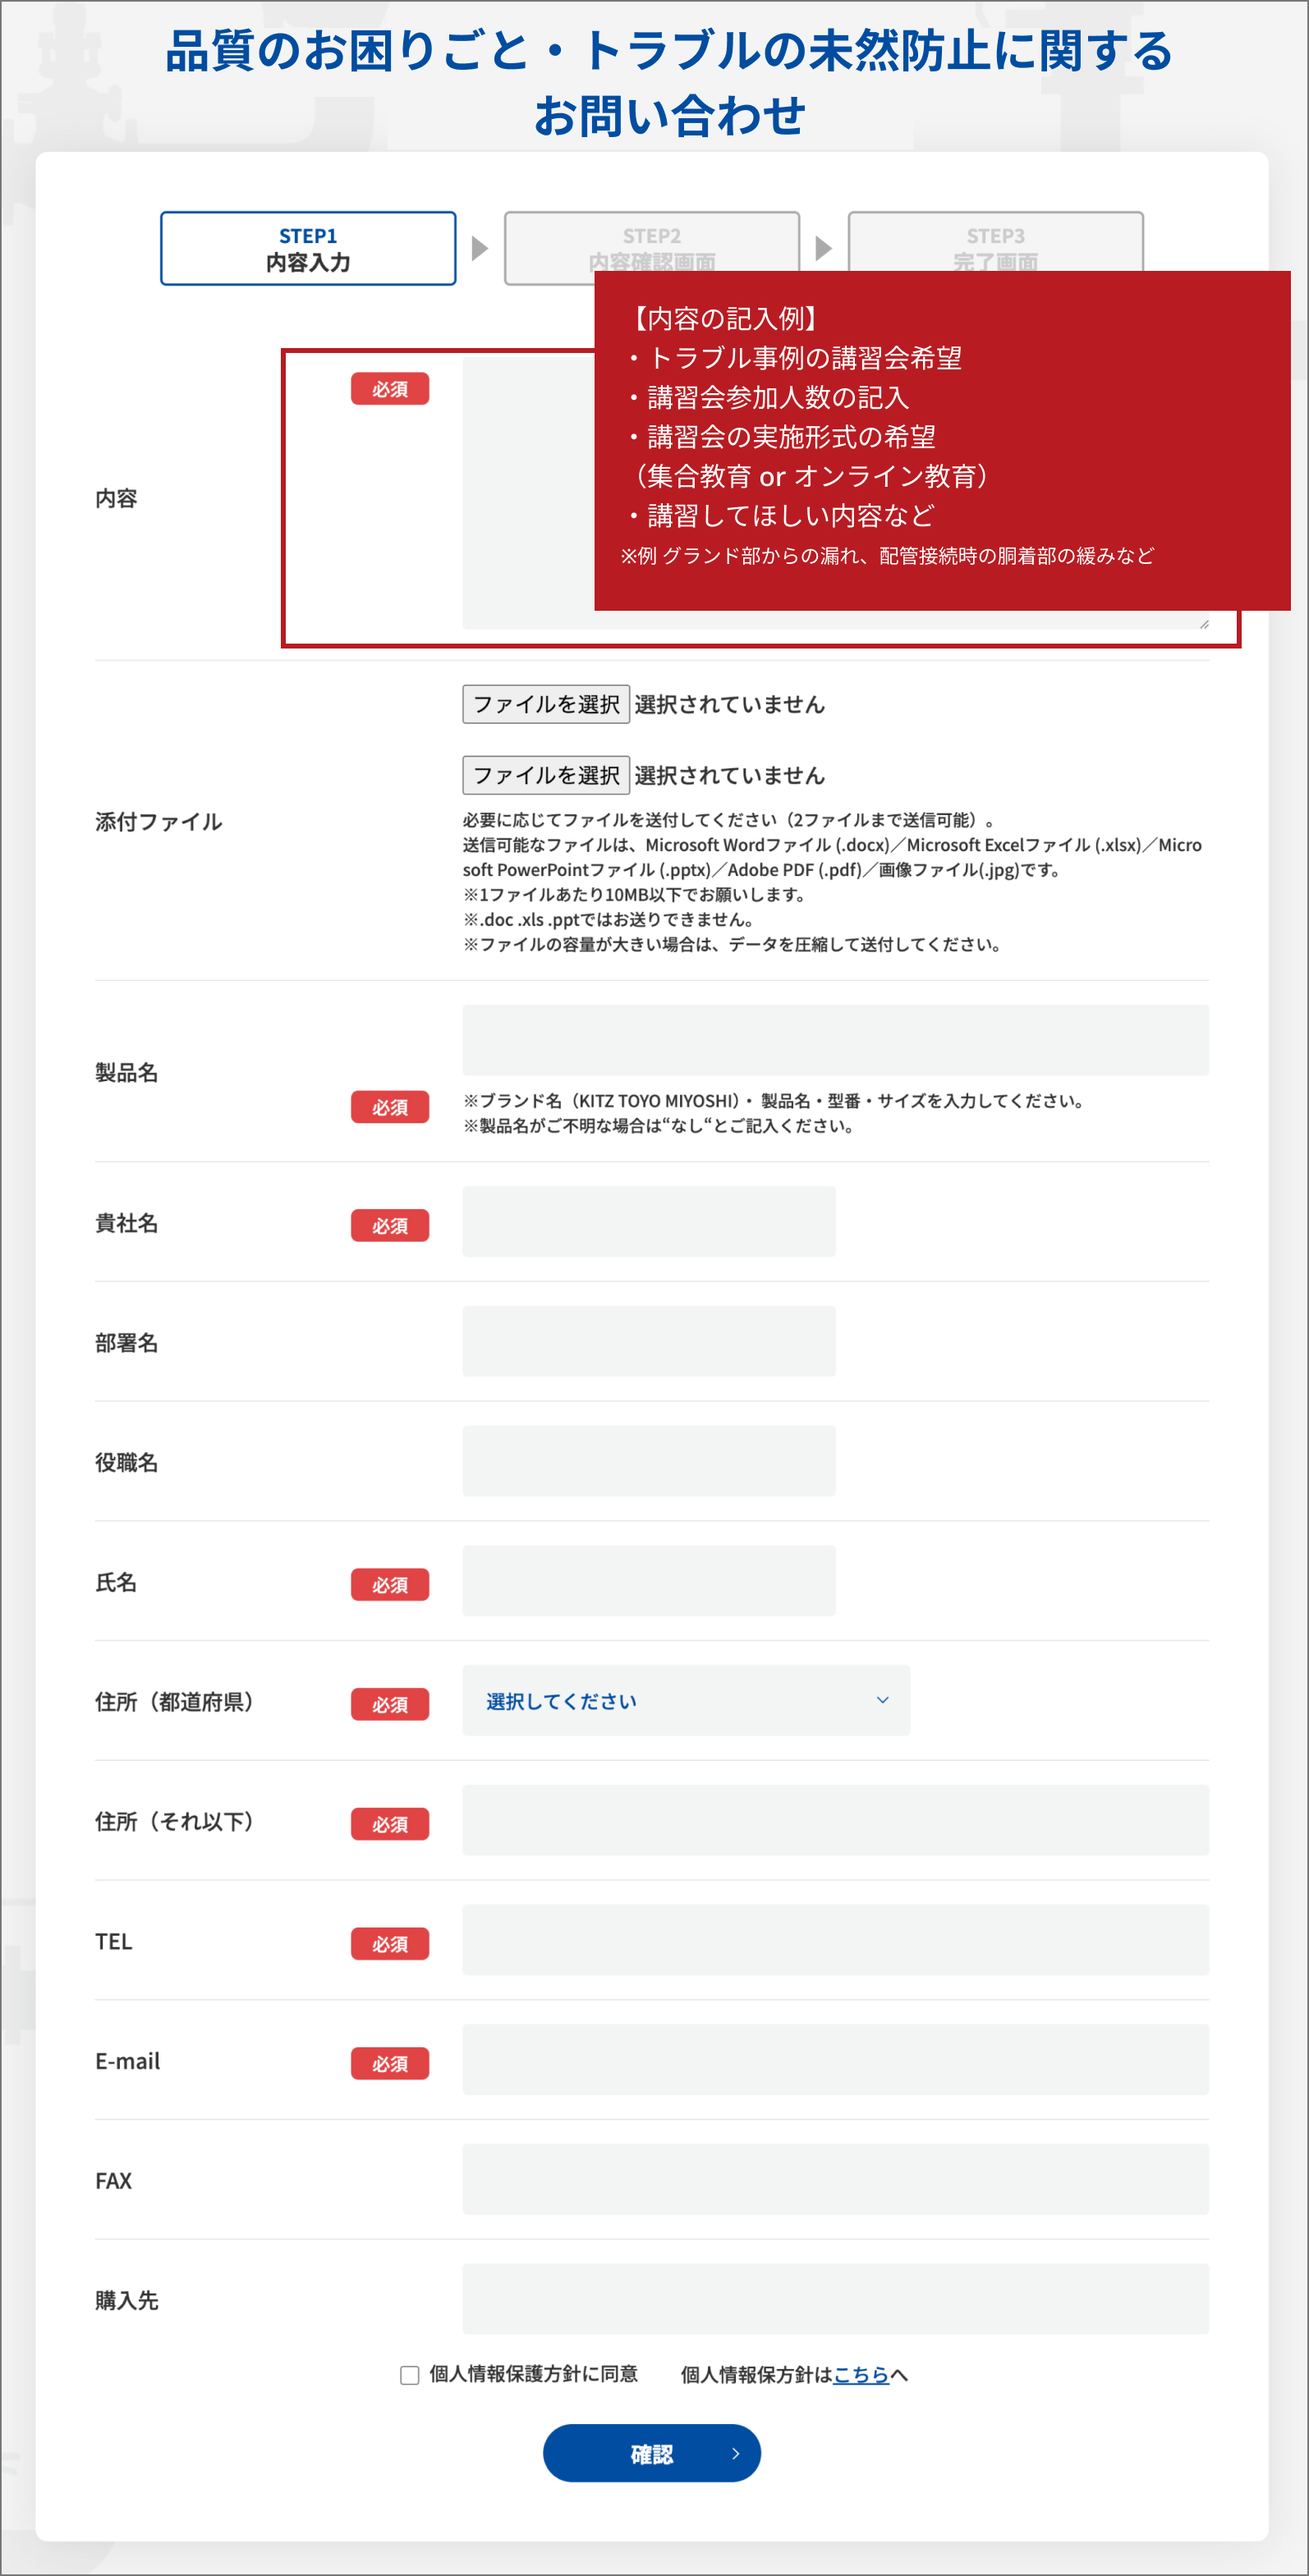 品質のお困りごと・トラブルの未然防止に関する
お問い合わせ
STEP1
内容入力
STEP2
内容確認画面
STEP3
完了画面
【内容の記入例】
・トラブル事例の講習会希望
・講習会参加人数の記入
・講習会の実施形式の希望
（集合教育 or オンライン教育）
・講習してほしい内容など
※例 グランド部からの漏れ、配管接続時の胴着部の緩みなど
内容
必須
添付ファイル
ファイルを選択 選択されていません
ファイルを選択 選択されていません
必要に応じてファイルを送付してください（2ファイルまで送信可能）。
送信可能なファイルは、Microsoft Wordファイル (.docx)／Microsoft Excelファイル (.xlsx)／Micro
soft PowerPointファイル (.pptx)／Adobe PDF (.pdf)／画像ファイル(.jpg)です。
※1ファイルあたり10MB以下でお願いします。
※.doc .xls .pptではお送りできません。
※ファイルの容量が大きい場合は、データを圧縮して送付してください。
製品名
必須
※ブランド名（KITZ TOYO MIYOSHI）・ 製品名・型番・サイズを入力してください。
※製品名がご不明な場合は“なし“とご記入ください。
貴社名 必須
部署名
役職名
氏名 必須
住所（都道府県） 必須 選択してください
住所（それ以下） 必須
TEL 必須
E-mail 必須
FAX
購入先
個人情報保護方針に同意 個人情報保方針はこちらへ
確認